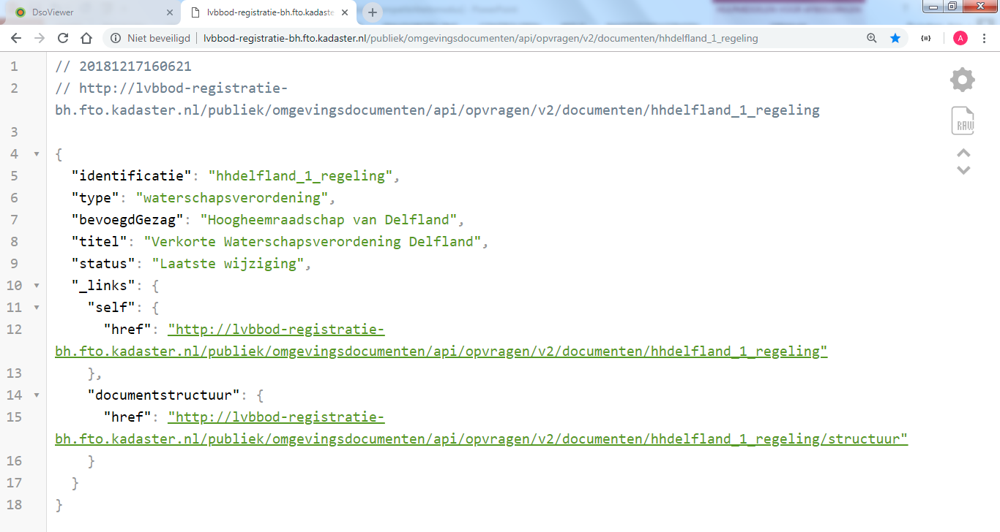 DsoViewer
lvbbod-registratie-bh.fto.kadaste
Niet beveiligd
lvbbod-registratie-bh.fto.kadaster.nl/publiek/omgevingsdocumenten/api/opvragen/v2/documenten/hhdelfland_1_regeling
A
1 // 20181217160621
2 // http://lvbbod-registratie-
bh.fto.kadaster.nl/publiek/omgevingsdocumenten/api/opvragen/v2/documenten/hhdelfland_1_regeling
3
4 {
5 "identificatie": "hhdelfland_1_regeling",
6 "type": "waterschapsverordening",
7 "bevoegdGezag": "Hoogheemraadschap van Delfland",
8 "titel": "Verkorte Waterschapsverordening Delfland",
9 "status": "Laatste wijziging",
10 "_links": {
11 "self": {
12 "href": "http://lvbbod-registratie-
bh.fto.kadaster.nl/publiek/omgevingsdocumenten/api/opvragen/v2/documenten/hhdelfland_1_regeling"
13 },
14 "documentstructuur": {
15 "href": "http://lvbbod-registratie-
bh.fto.kadaster.nl/publiek/omgevingsdocumenten/api/opvragen/v2/documenten/hhdelfland_1_regeling/structuur"
16 }
17 }
18 }
RAW